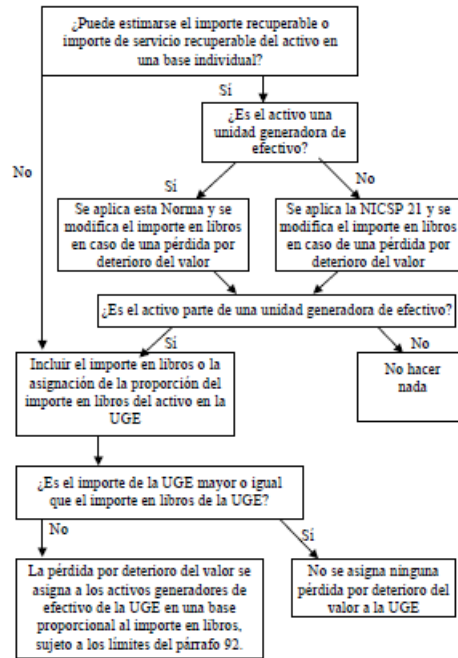 ¿Puede estimarse el importe recuperable o
importe de servicio recuperable del activo en
una base individual?
Sí
¿Es el activo una
unidad generadora de
efectivo?
No
Sí
No
Se aplica esta Norma y se
modifica el importe en libros
en caso de una pérdida por
deterioro del valor
Se aplica la NICSP 21 y se
modifica el importe en libros
en caso de una pérdida por
deterioro del valor
¿Es el activo parte de una unidad generadora de efectivo?
Sí
No
Incluir el importe en libros o la
asignación de la proporción del
importe en libros del activo en la
UGE
No hacer
nada
¿Es el importe de la UGE mayor o igual
que el importe en libros de la UGE?
No
Sí
La pérdida por deterioro del valor se
asigna a los activos generadores de
efectivo de la UGE en una base
proporcional al importe en libros,
sujeto a los límites del párrafo 92.
No se asigna ninguna
pérdida por deterioro del
valor a la UGE